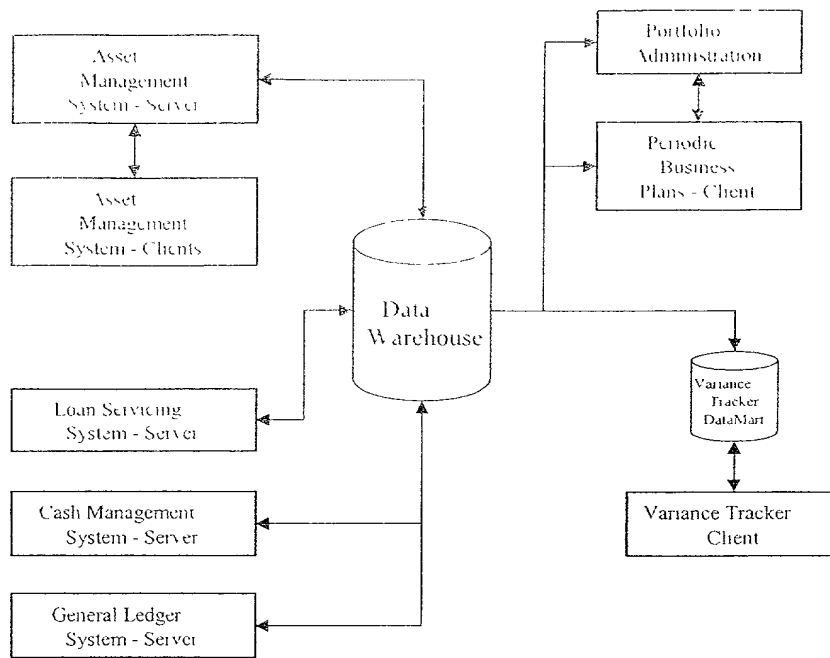 Asset
Management
System - Server
Asset
Management
System - Clients
Loan Servicing
System - Server
Cash Management
System - Server
General Ledger
System - Server
Data
Warehouse
Portfolio
Administration
Periodic
Business
Plans - Client
Variance
Tracker
DataMart
Variance Tracker
Client